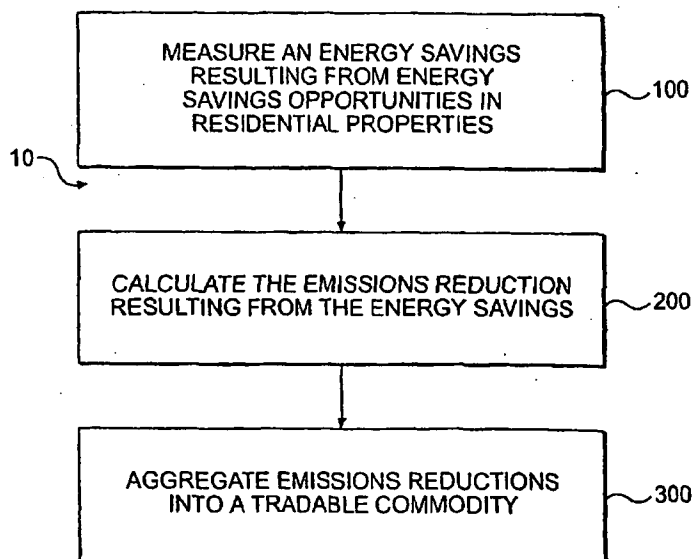 MEASURE AN ENERGY SAVINGS
RESULTING FROM ENERGY
SAVINGS OPPORTUNITIES IN
RESIDENTIAL PROPERTIES
100
10
CALCULATE THE EMISSIONS REDUCTION
RESULTING FROM THE ENERGY SAVINGS
200
AGGREGATE EMISSIONS REDUCTIONS
INTO A TRADABLE COMMODITY
300